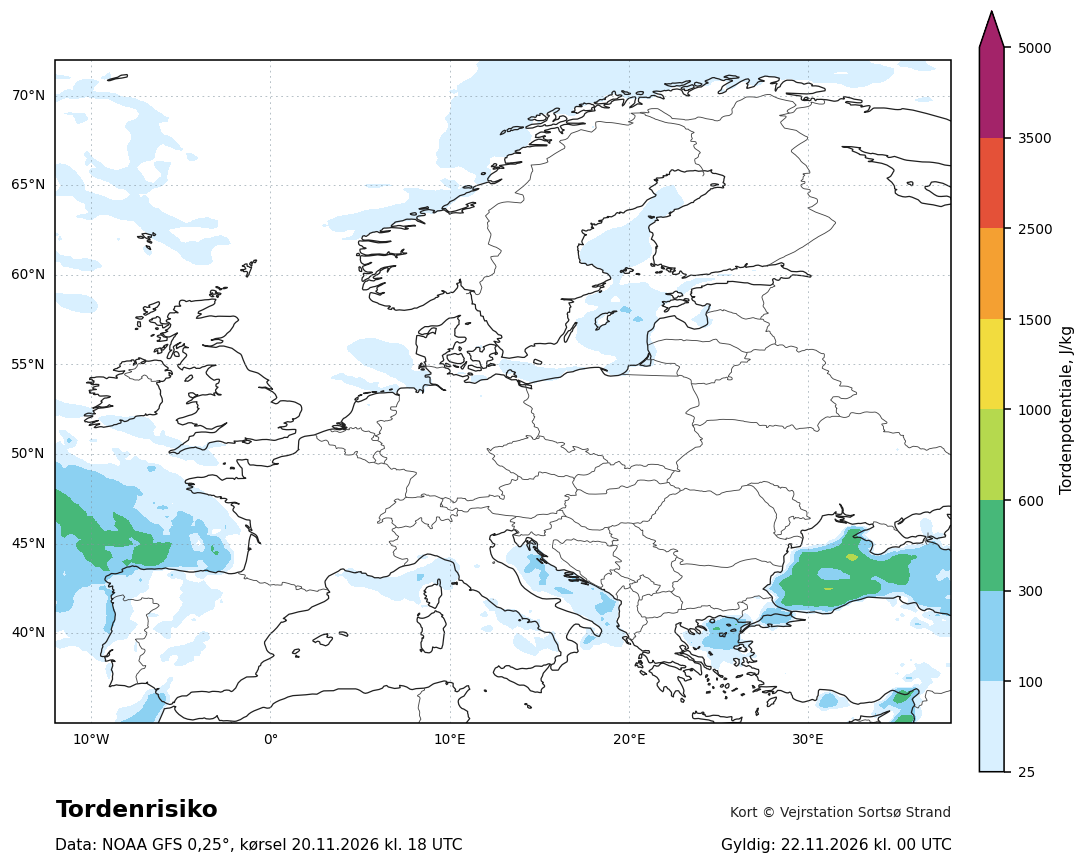 5000
3500
2500
1500
1000
600
300
100
25
Tordenpotentiale, J/kg
70°N
65°N
60°N
55°N
50°N
45°N
40°N
10°W
0°
10°E
20°E
30°E
Tordenrisiko
Kort © Vejrstation Sortsø Strand
Data: NOAA GFS 0,25°, kørsel 20.11.2026 kl. 18 UTC
Gyldig: 22.11.2026 kl. 00 UTC